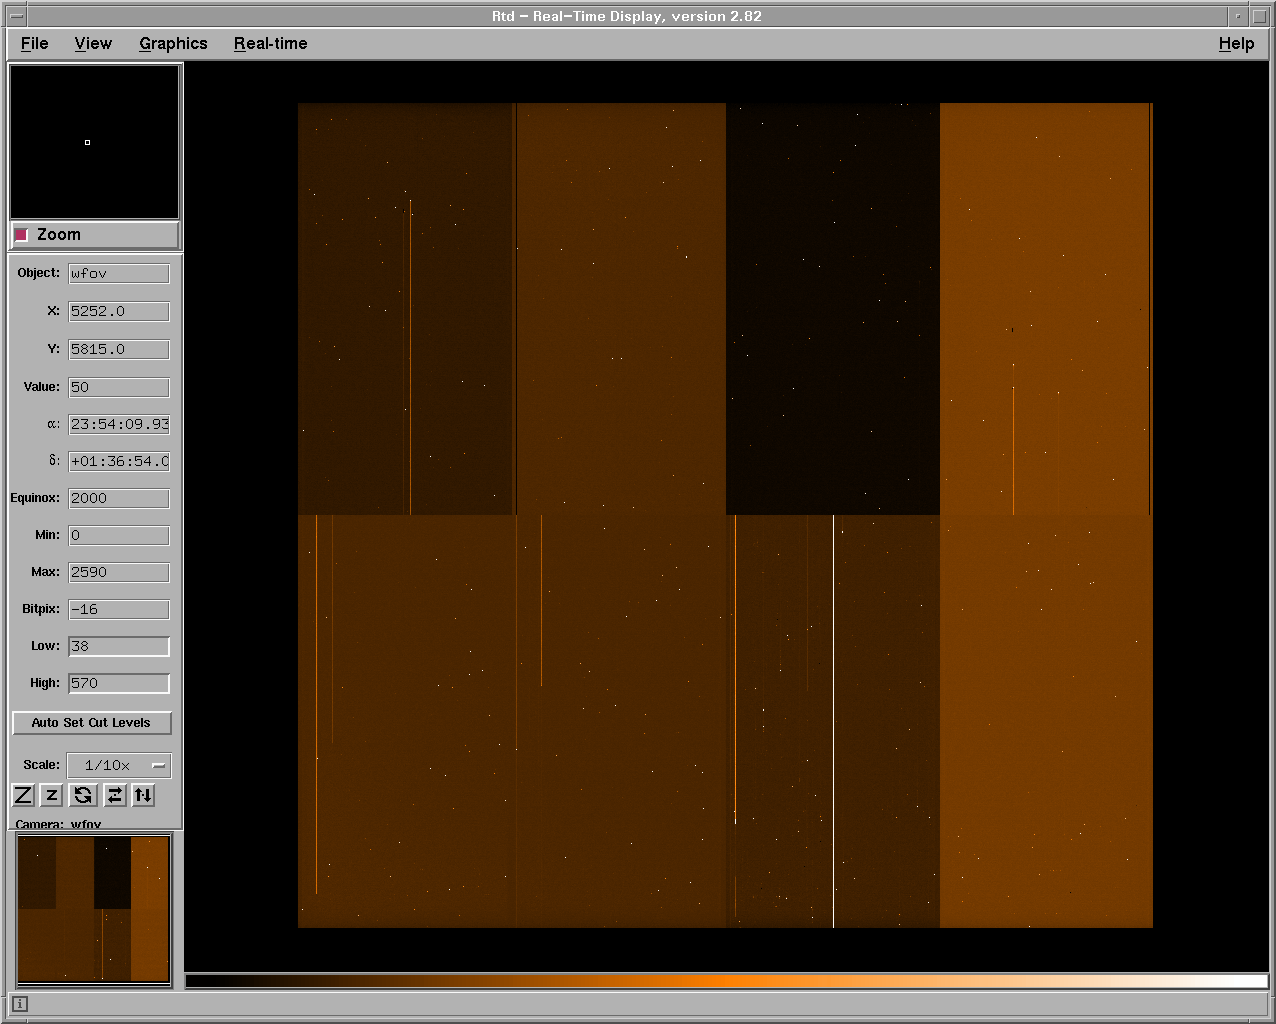 Rtd - Real-Time Display, version 2.82
File View Graphics Real-time Help
Zoom
Object: wfov
X: 5252.0
Y: 5815.0
Value: 50
α: 23:54:09.93
δ: +01:36:54.0
Equinox: 2000
Min: 0
Max: 2590
Bitpix: -16
Low: 38
High: 570
Auto Set Cut Levels
Scale: 1/10x
Z z
Camera: wfov
i